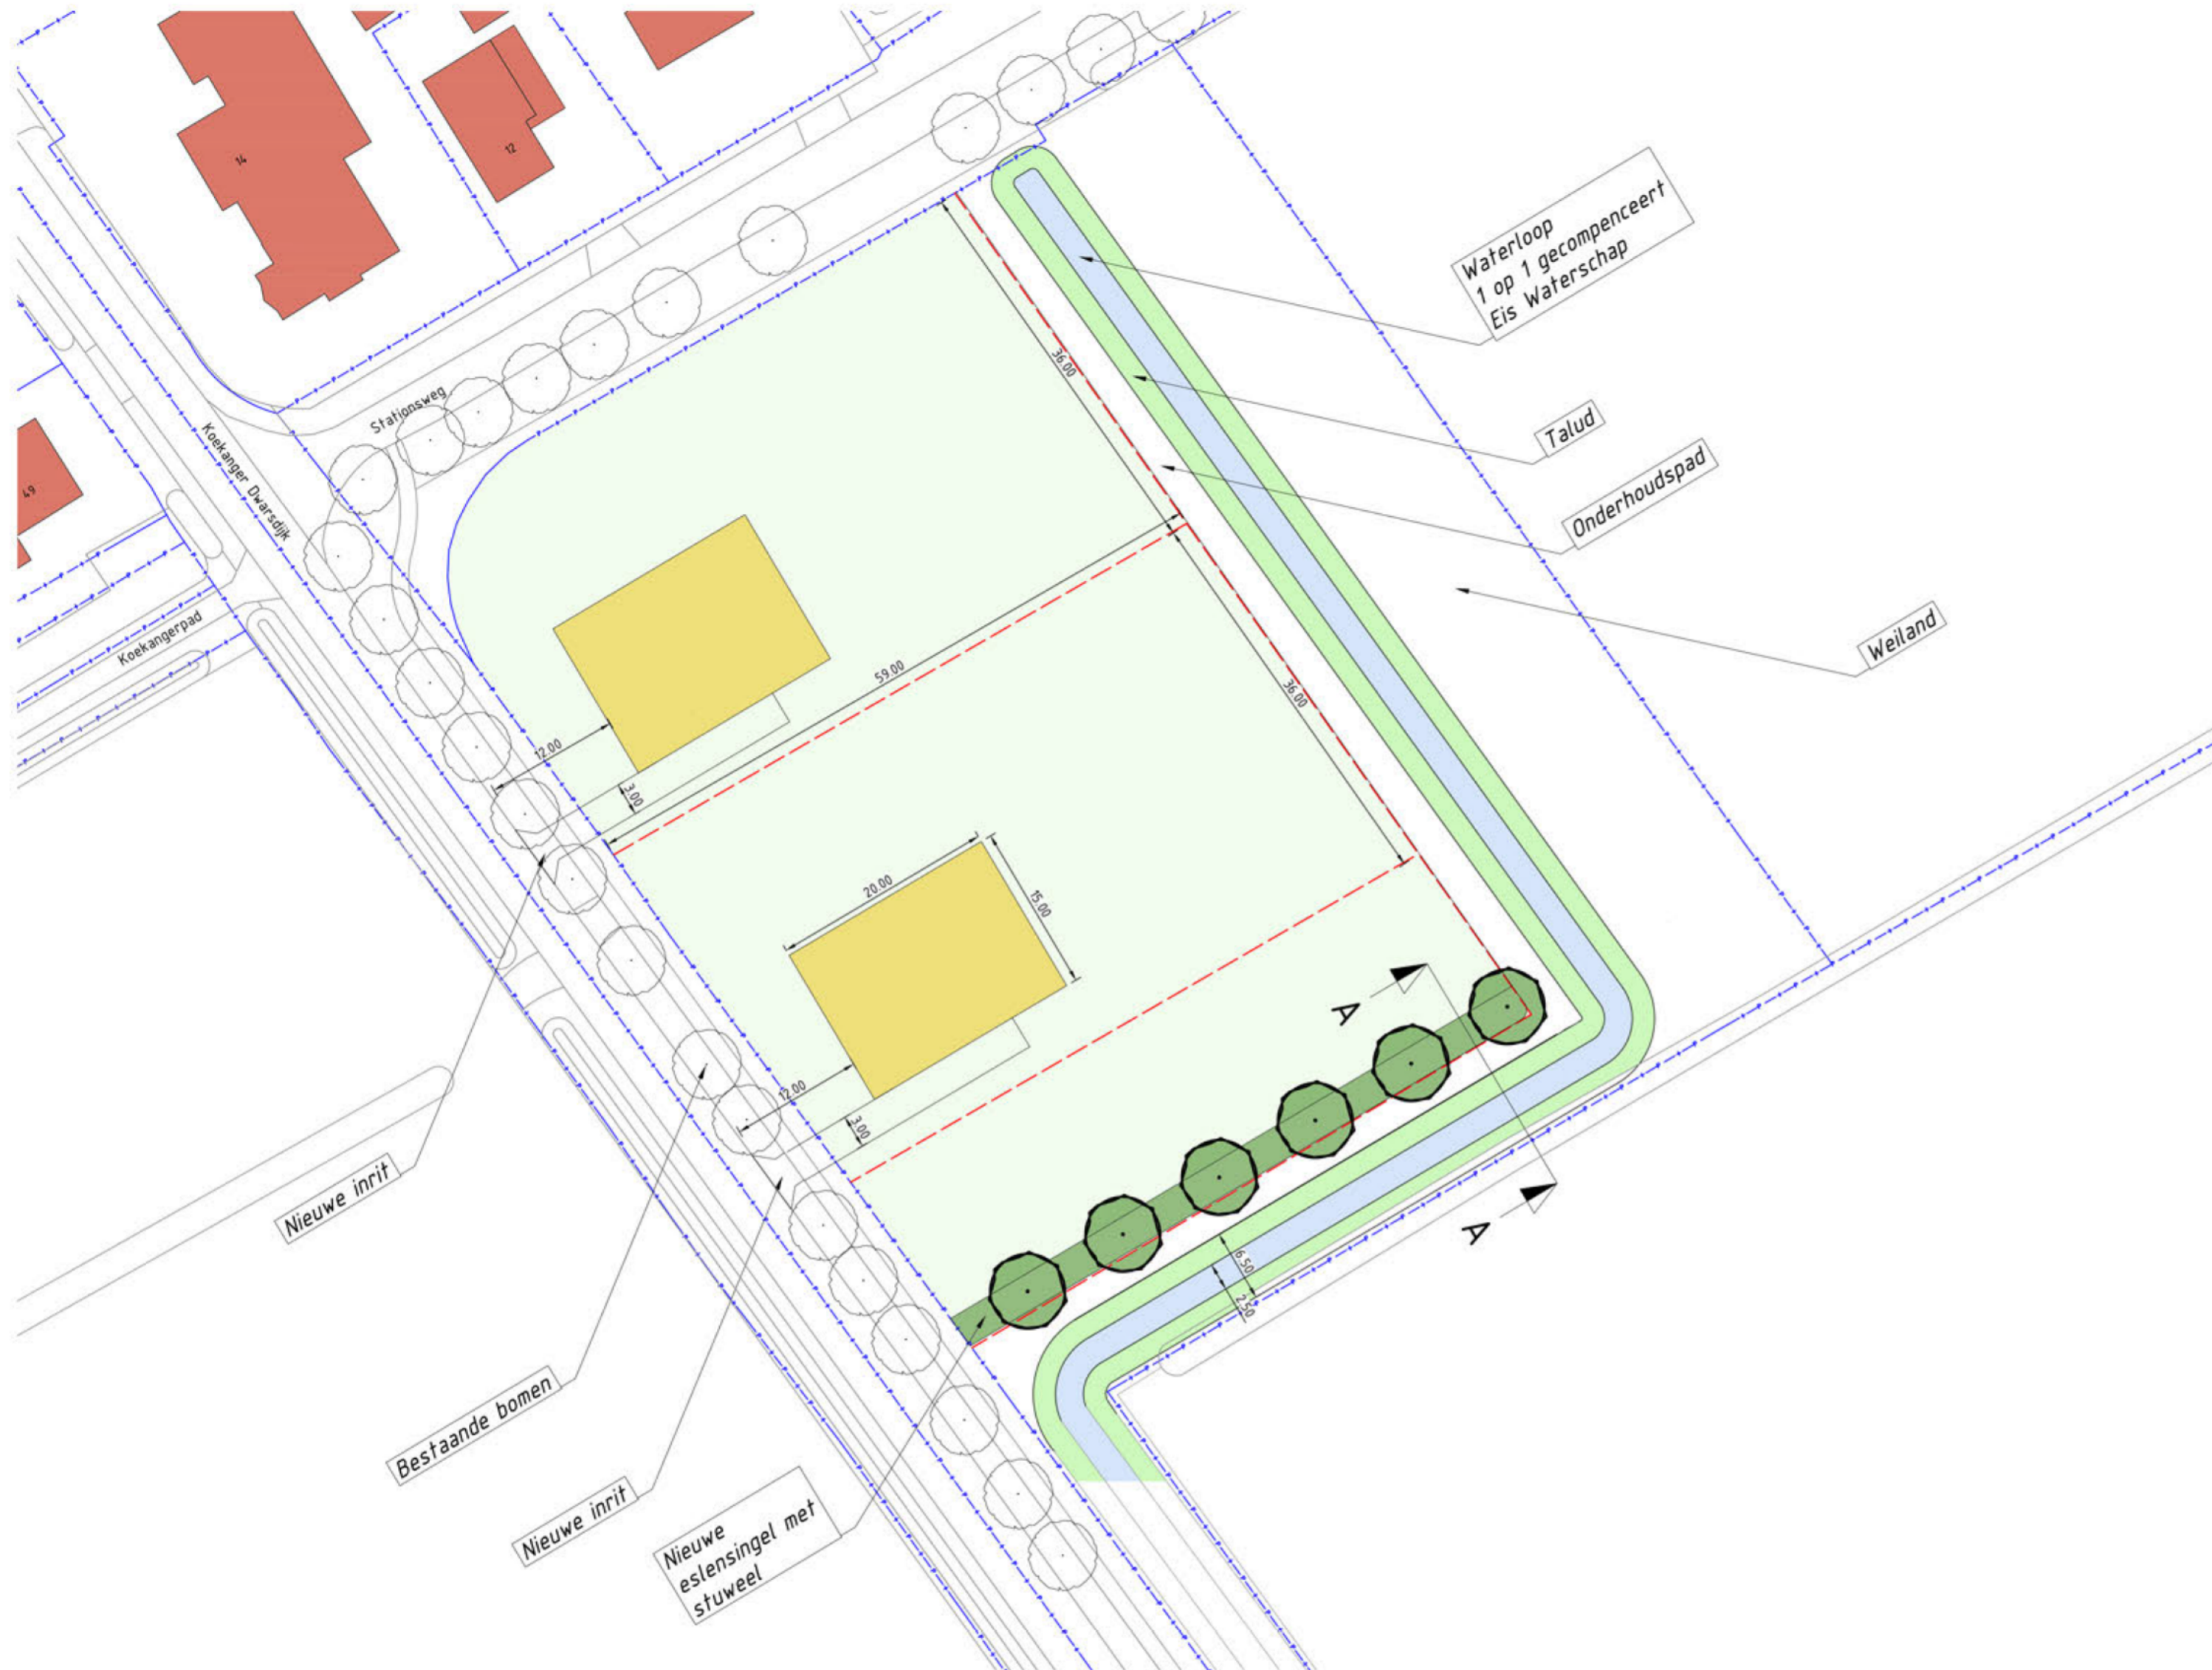 14
12
49
Stationsweg
Koekanger Dwarsdijk
Koekangerpad
Waterloop
1 op 1 gecompenceert
Eis Waterschap
Talud
Onderhoudspad
Weiland
36.00
59.00
36.00
12.00
3.00
20.00
15.00
12.00
3.00
A
A
6.50
2.50
Nieuwe inrit
Bestaande bomen
Nieuwe inrit
Nieuwe
eslensingel met
stuweel